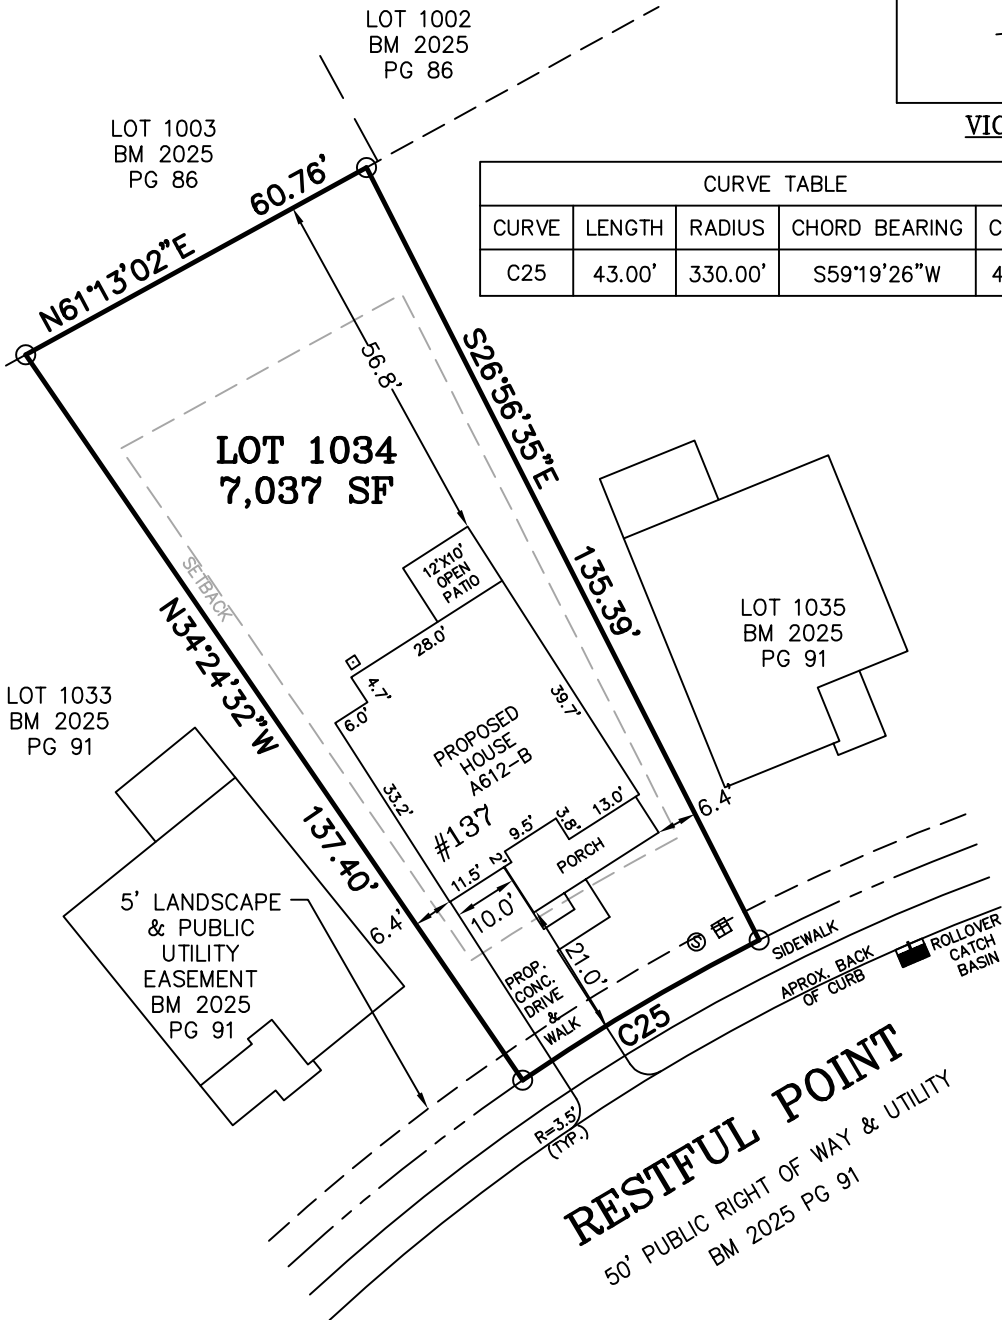 LOT 1002
BM 2025
PG 86
LOT 1003
BM 2025
PG 86
60.76'
N61°13'02"E
CURVE TABLE
CURVE LENGTH RADIUS CHORD BEARING
C25 43.00' 330.00' S59°19'26"W
56.8'
S26°56'35"E
135.39'
LOT 1034
7,037 SF
SETBACK
N34°24'32"W
137.40'
12'X10'
OPEN
PATIO
28.0'
4.7'
6.0'
39.7'
33.2'
PROPOSED
HOUSE
A612-B
#137
9.5'
3.8'
13.0'
2'
11.5'
PORCH
10.0'
6.4'
6.4'
21.0'
LOT 1035
BM 2025
PG 91
LOT 1033
BM 2025
PG 91
5' LANDSCAPE
& PUBLIC
UTILITY
EASEMENT
BM 2025
PG 91
PROP.
CONC.
DRIVE
&
WALK
C25
S
SIDEWALK
APROX. BACK
OF CURB
ROLLOVER
CATCH
BASIN
R=3.5'
(TYP.)
RESTFUL POINT
50' PUBLIC RIGHT OF WAY & UTILITY
BM 2025 PG 91